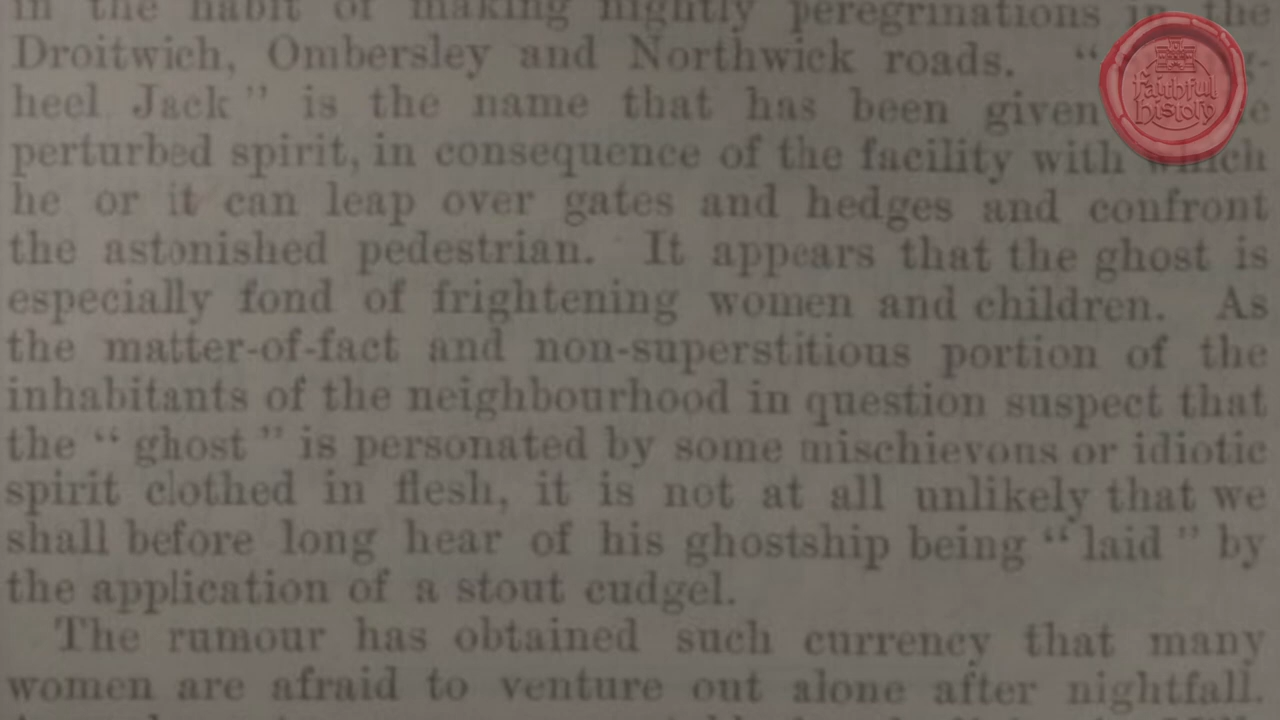 in the habit of making nightly peregrinations in the
Droitwich, Ombersley and Northwick roads. "
heel Jack" is the name that has been given
perturbed spirit, in consequence of the facility with which
he or it can leap over gates and hedges and confront
the astonished pedestrian. It appears that the ghost is
especially fond of frightening women and children. As
the matter-of-fact and non-superstitious portion of the
inhabitants of the neighbourhood in question suspect that
the "ghost" is personated by some mischievous or idiotic
spirit clothed in flesh, it is not at all unlikely that we
shall before long hear of his ghostship being "laid" by
the application of a stout cudgel.
The rumour has obtained such currency that many
women are afraid to venture out alone after nightfall.
faithful
history